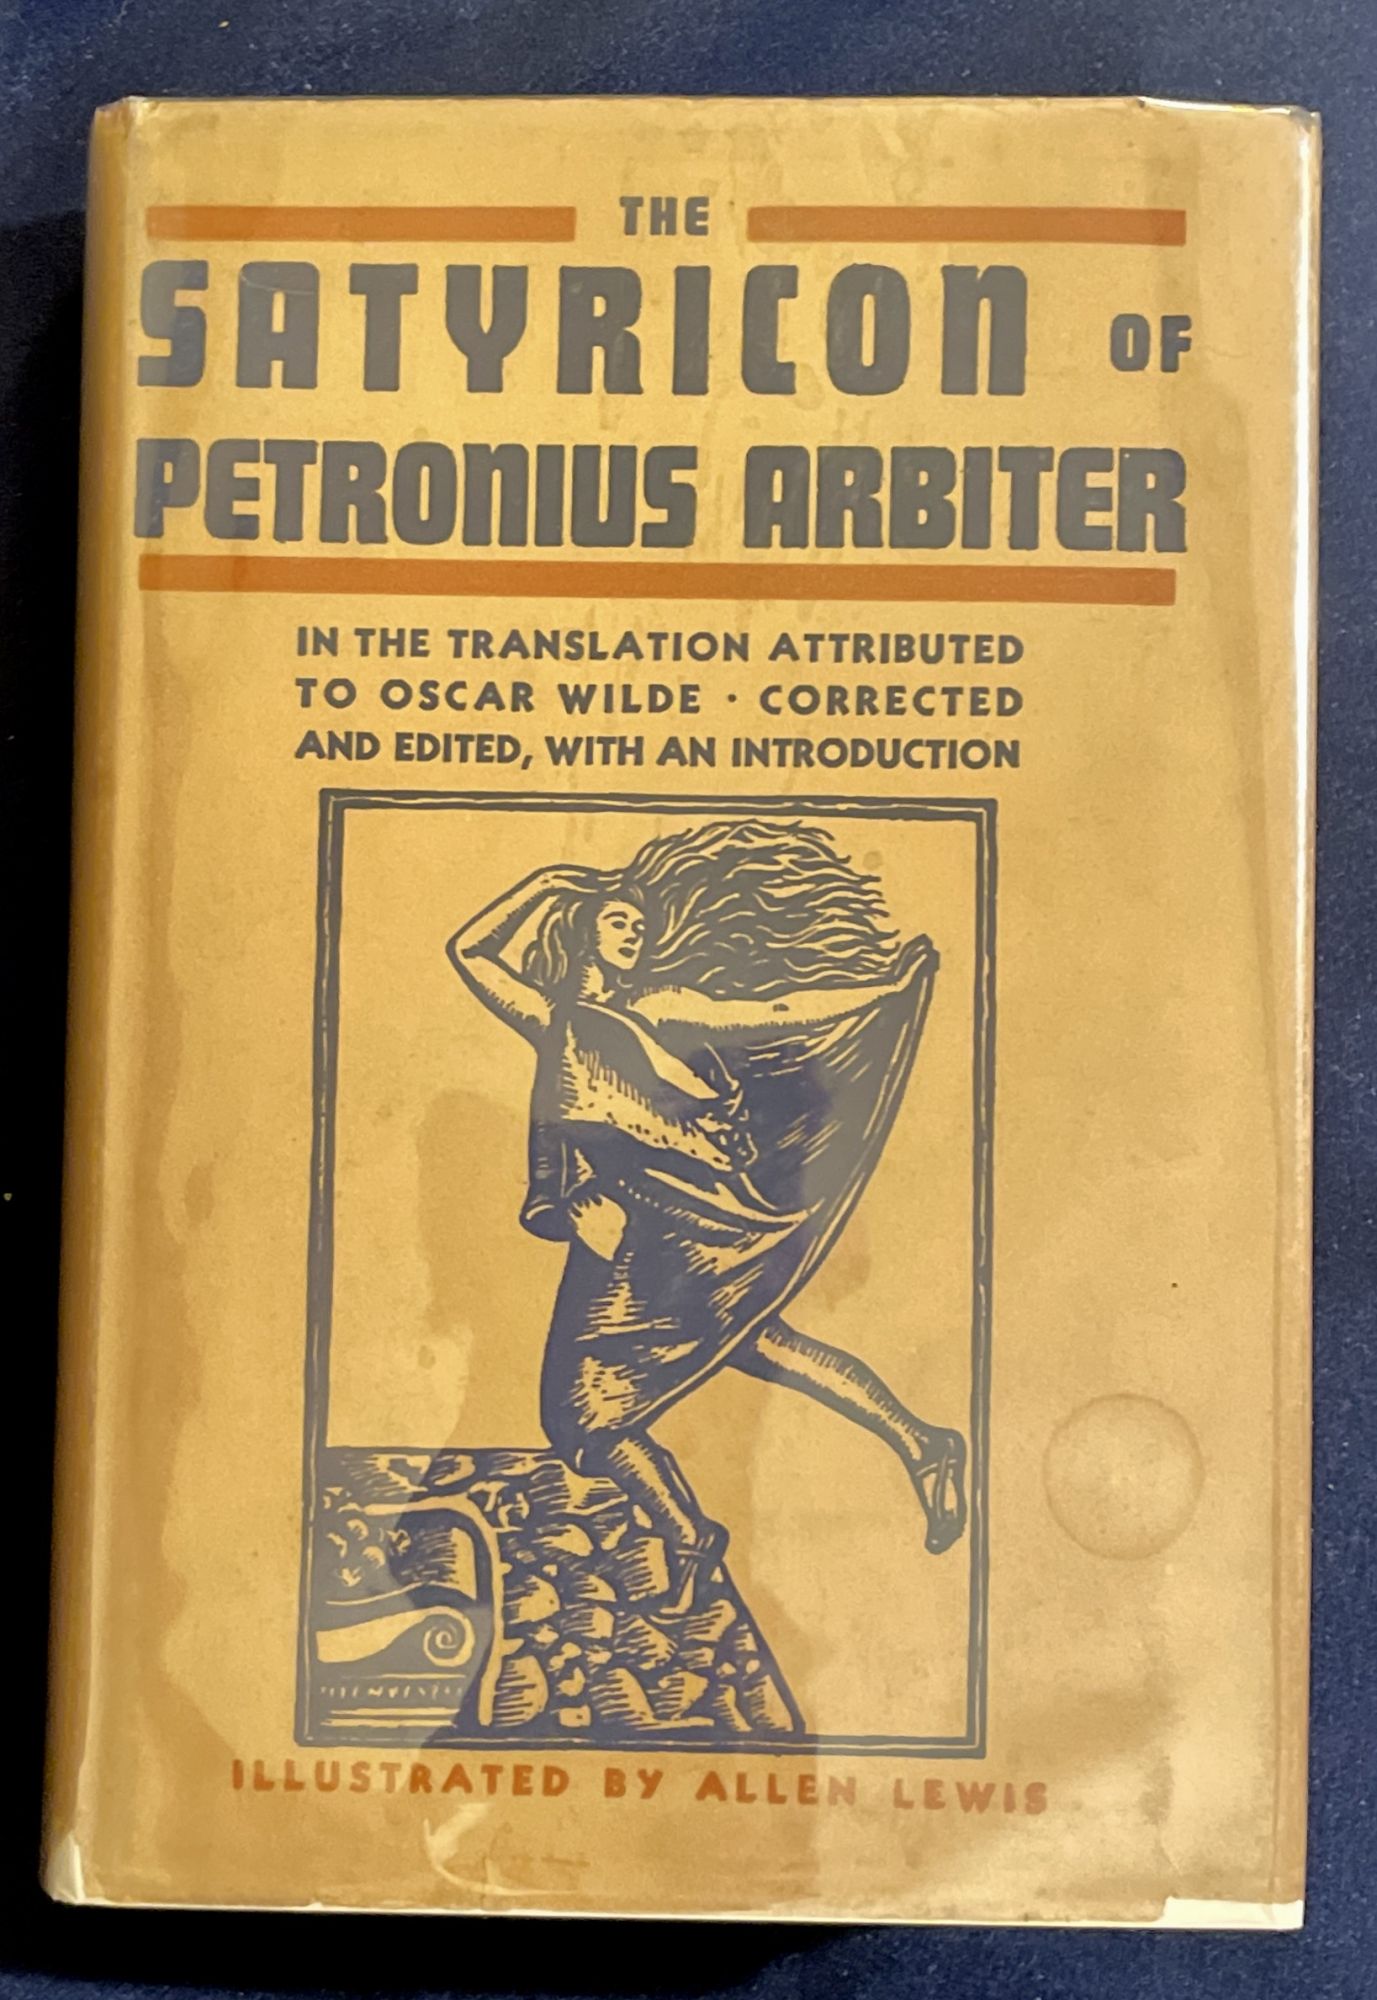 THE
SATYRICON OF
PETRONIUS ARBITER
IN THE TRANSLATION ATTRIBUTED
TO OSCAR WILDE · CORRECTED
AND EDITED, WITH AN INTRODUCTION
ILLUSTRATED BY ALLEN LEWIS